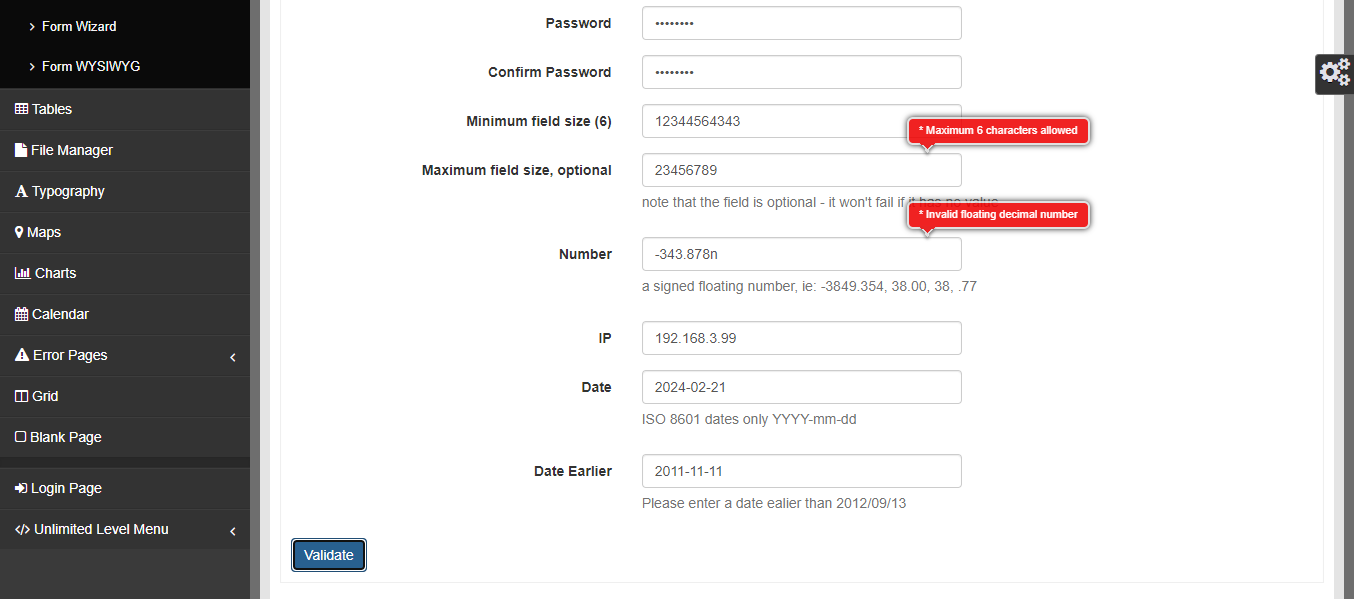 Form Wizard
Form WYSIWYG
Tables
File Manager
Typography
Maps
Charts
Calendar
Error Pages
Grid
Blank Page
Login Page
Unlimited Level Menu
Password
••••••••
Confirm Password
••••••••
Minimum field size (6)
12344564343
* Maximum 6 characters allowed
Maximum field size, optional
23456789
note that the field is optional - it won't fail if it has no value
* Invalid floating decimal number
Number
-343.878n
a signed floating number, ie: -3849.354, 38.00, 38, .77
IP
192.168.3.99
Date
2024-02-21
ISO 8601 dates only YYYY-mm-dd
Date Earlier
2011-11-11
Please enter a date ealier than 2012/09/13
Validate